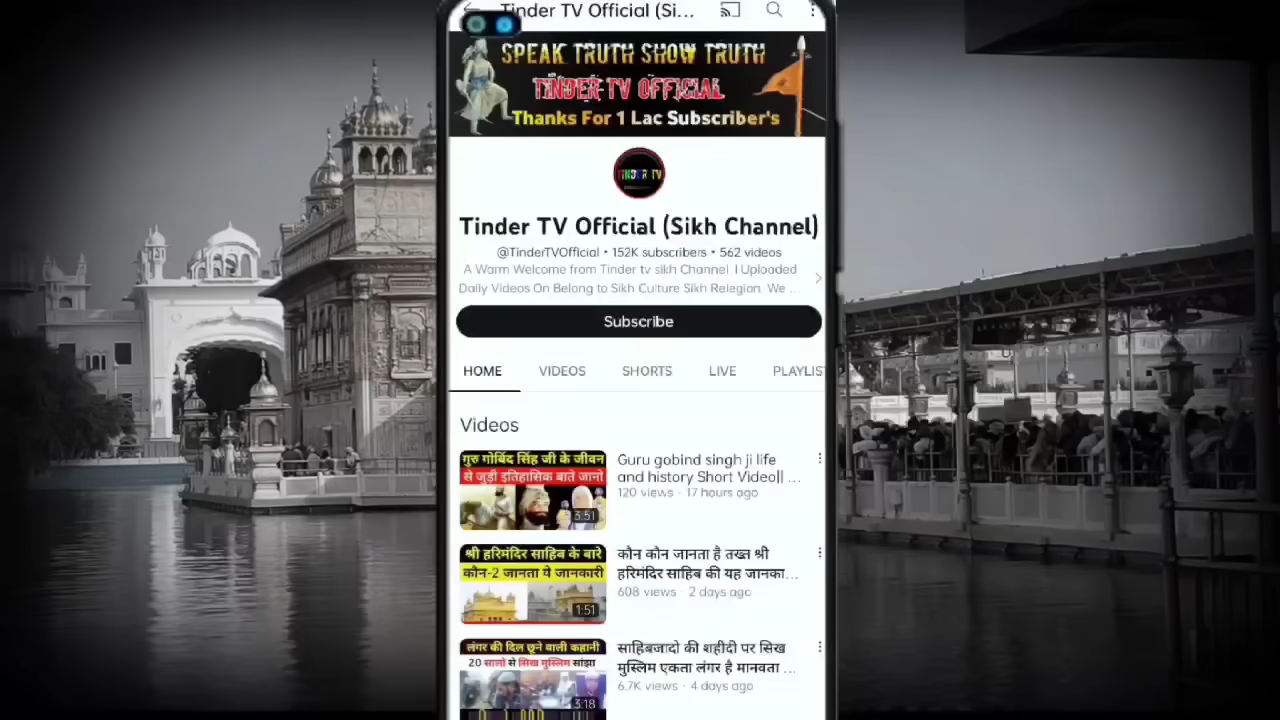 Tinder TV Official (Si...
SPEAK TRUTH SHOW TRUTH
TINDER TV OFFICIAL
Thanks For 1 Lac Subscriber's
TINDER TV
Tinder TV Official (Sikh Channel)
@TinderTVOfficial • 152K subscribers • 562 videos
A Warm Welcome from Tinder tv sikh Channel I Uploaded
Daily Videos On Belong to Sikh Culture Sikh Relegion. We ...
Subscribe
HOME VIDEOS SHORTS LIVE PLAYLIS
Videos
गुरु गोबिंद सिंह जी के जीवन
से जुड़ी इतिहासिक बाते जानो
3:51
Guru gobind singh ji life
and history Short Video|| ...
120 views · 17 hours ago
श्री हरिमंदिर साहिब के बारे
कौन-2 जानता ये जानकारी
1:51
कौन कौन जानता है तख्त श्री
हरिमंदिर साहिब की यह जानका...
608 views · 2 days ago
लंगर की दिल छूने वाली कहानी
20 सालो से सिख मुस्लिम सांझा
3:18
साहिबजादो की शहीदी पर सिख
मुस्लिम एकता लंगर है मानवता ...
6.7K views · 4 days ago